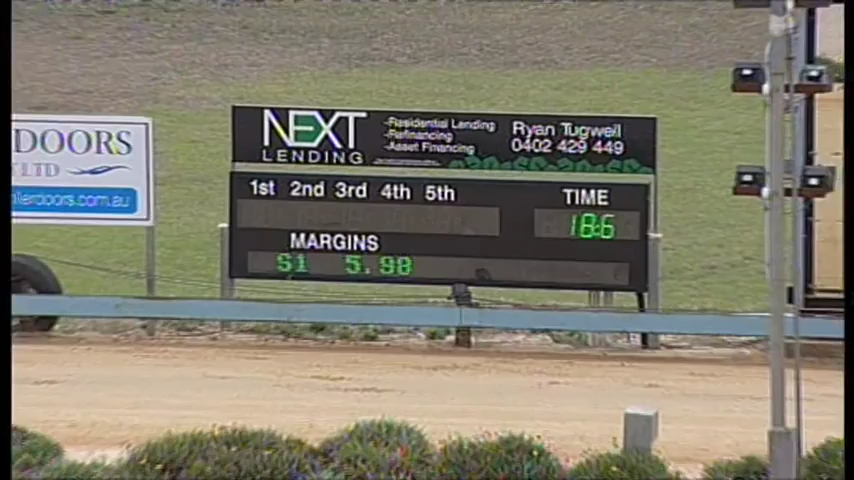 DOORS
LTD
lerdoors.com.au
NEXT
LENDING
-Residential Lending
-Refinancing
-Asset Financing
Ryan Tugwell
0402 429 449
1st 2nd 3rd 4th 5th
TIME
18:6
MARGINS
S1 5.98